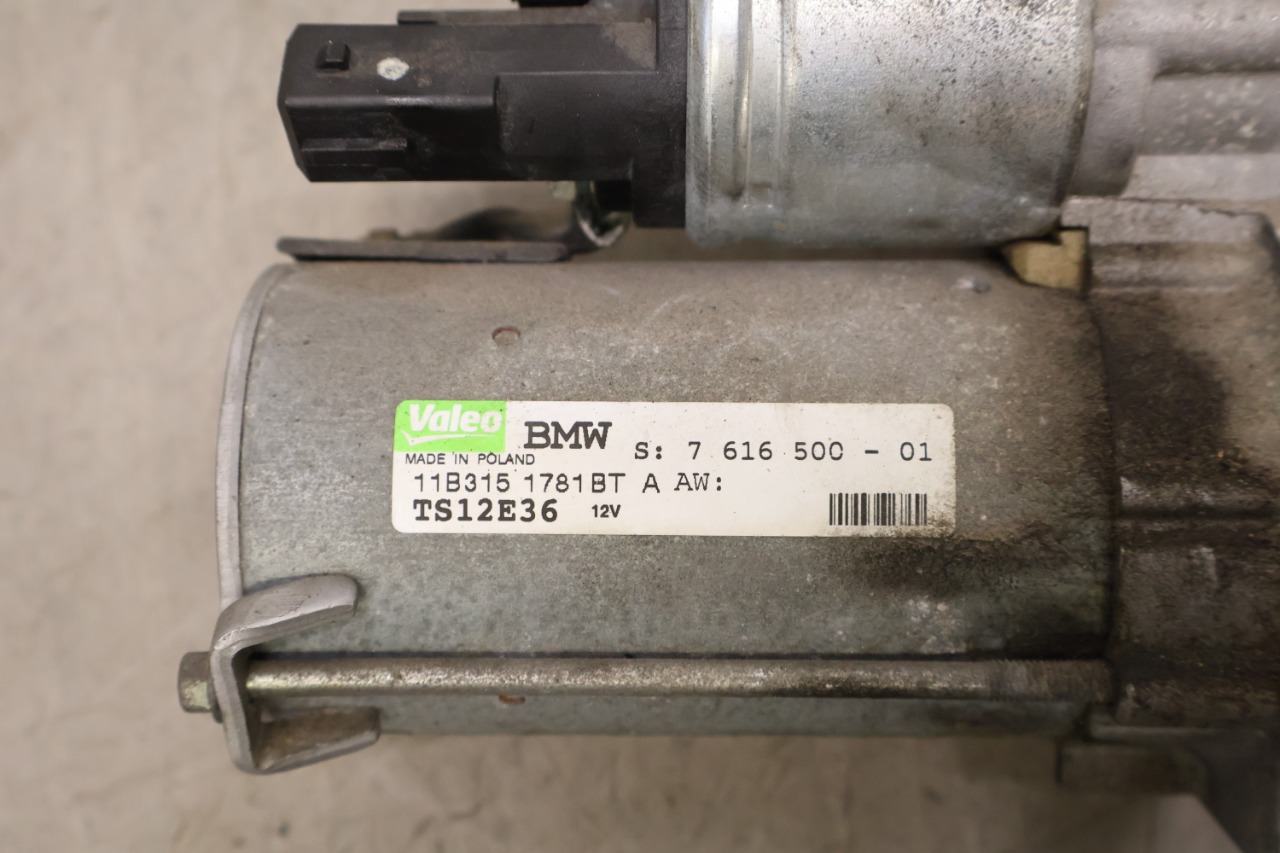 Valeo BMW S: 7 616 500 - 01
MADE IN POLAND
11B315 1781BT A AW:
TS12E36 12V